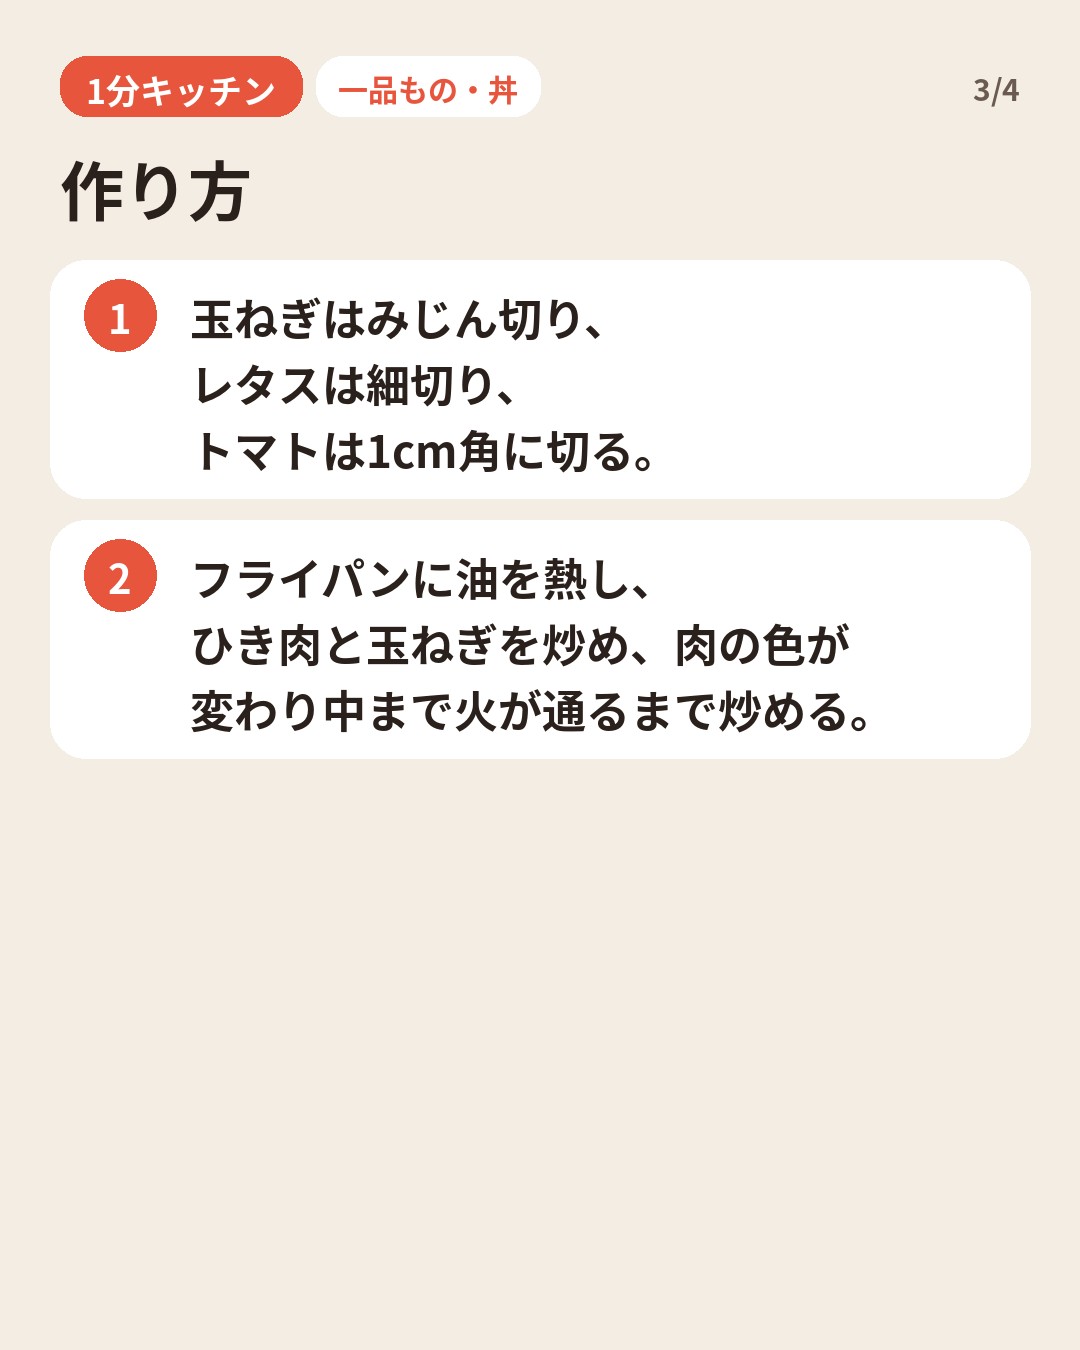 1分キッチン
一品もの・丼
3/4
作り方
1
玉ねぎはみじん切り、
レタスは細切り、
トマトは1cm角に切る。
2
フライパンに油を熱し、
ひき肉と玉ねぎを炒め、肉の色が
変わり中まで火が通るまで炒める。